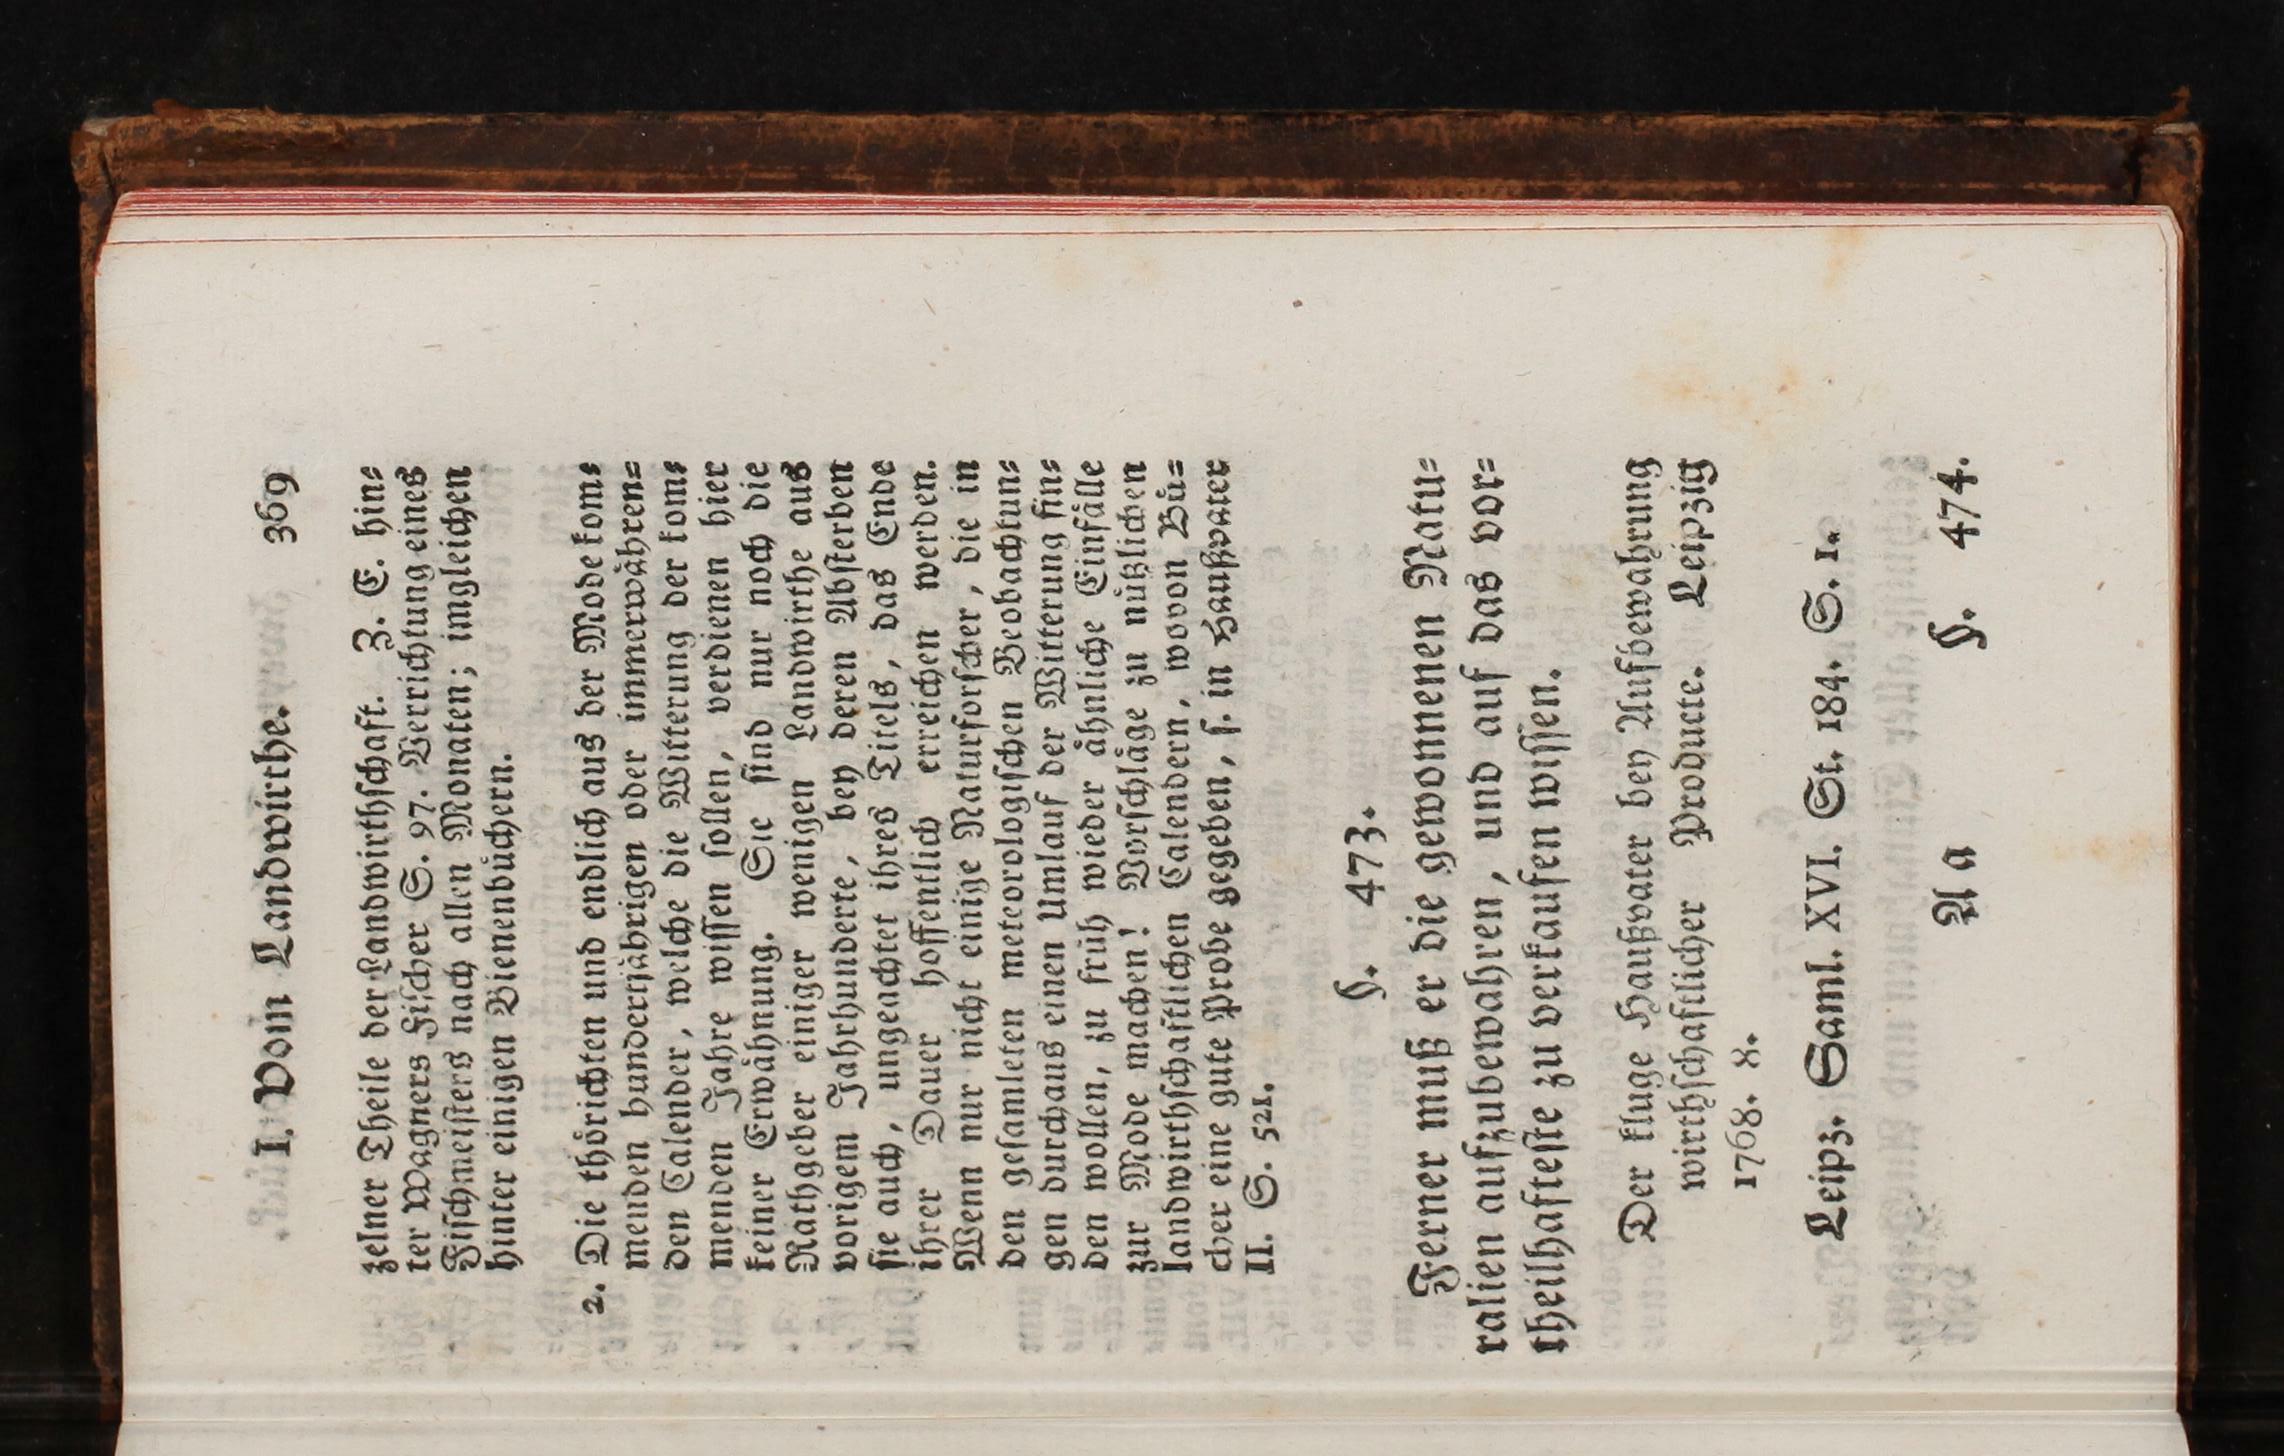 I. Vom Landwirthe. 369
zelner Theile der Landwirthschaft. Z. E. hin-
ter Wagners Fischer S. 97. Verrichtung eines
Fischmeisters nach allen Monaten; imgleichen
hinter einigen Bienenbüchern.
2. Die thörichten und endlich aus der Mode kom-
menden hundertjährigen oder immerwähren-
den Calender, welche die Witterung der kom-
menden Jahre wissen sollen, verdienen hier
keiner Erwähnung. Sie sind nur noch die
Rathgeber einiger wenigen Landwirthe aus
vorigem Jahrhunderte, bey deren Absterben
sie auch, ungeachtet ihres Titels, das Ende
ihrer Dauer hoffentlich erreichen werden.
Wenn nur nicht einige Naturforscher, die in
den gesamleten meteorologischen Beobachtun-
gen durchaus einen Umlauf der Witterung fin-
den wollen, zu früh wieder ähnliche Einfälle
zur Mode machen! Vorschläge zu nützlichen
landwirthschaftlichen Calendern, wovon Bü-
cher eine gute Probe gegeben, s. in Haußvater
II. S. 521.
§. 473.
Ferner muß er die gewonnenen Natu-
ralien aufzubewahren, und auf das vor-
theilhafteste zu verkaufen wissen.
Der kluge Haußvater bey Aufbewahrung
wirthschaftlicher Producte. Leipzig
1768. 8.
Leipz. Saml. XVI. St. 184. S. 1.
A a §. 474.